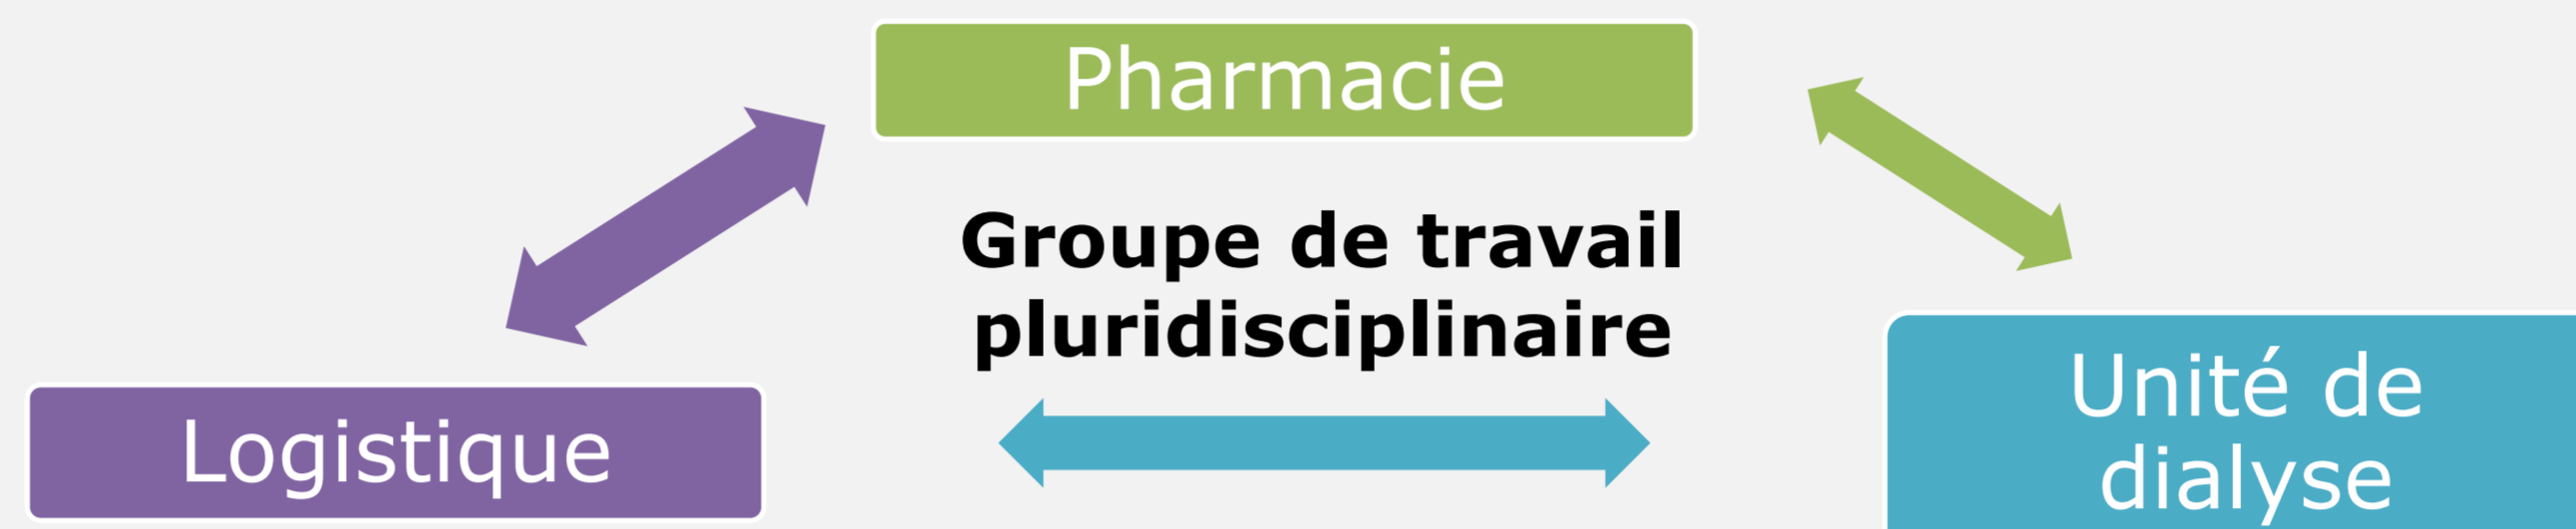 Pharmacie
Groupe de travail
pluridisciplinaire
Logistique
Unité de
dialyse